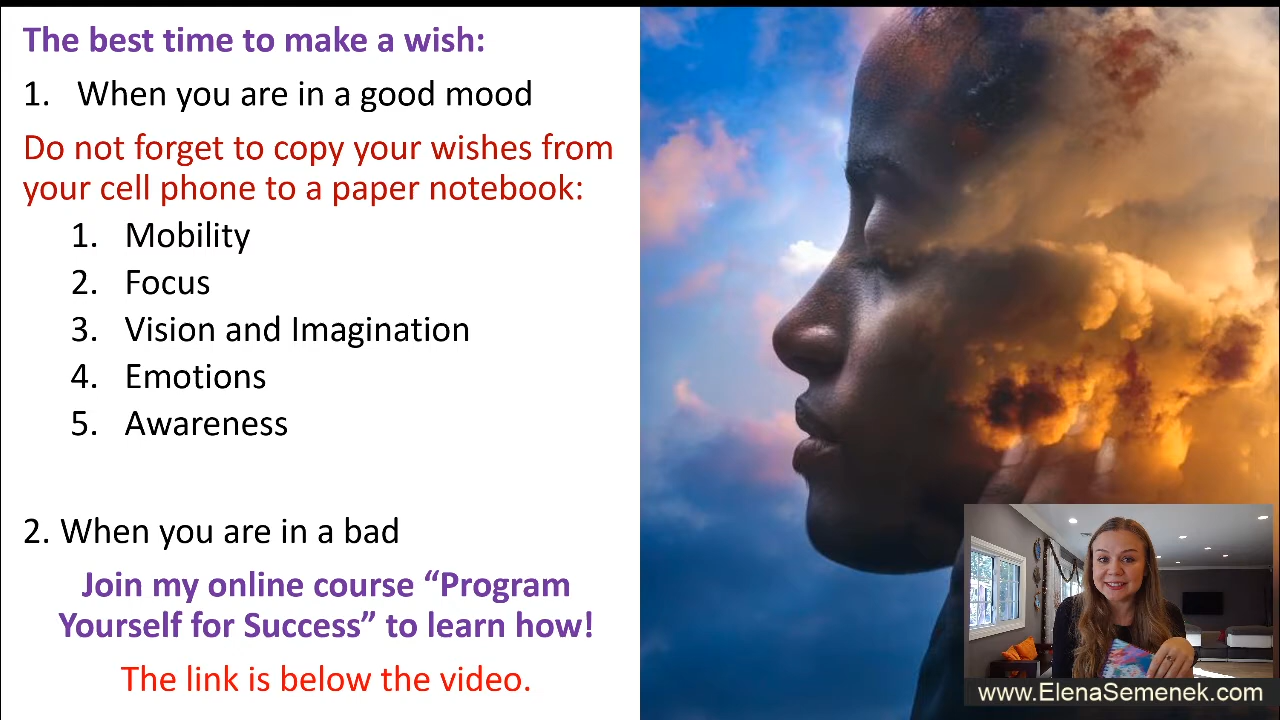 The best time to make a wish:
1. When you are in a good mood
Do not forget to copy your wishes from
your cell phone to a paper notebook:
1. Mobility
2. Focus
3. Vision and Imagination
4. Emotions
5. Awareness
2. When you are in a bad
Join my online course “Program
Yourself for Success” to learn how!
The link is below the video.
www.ElenaSemenek.com